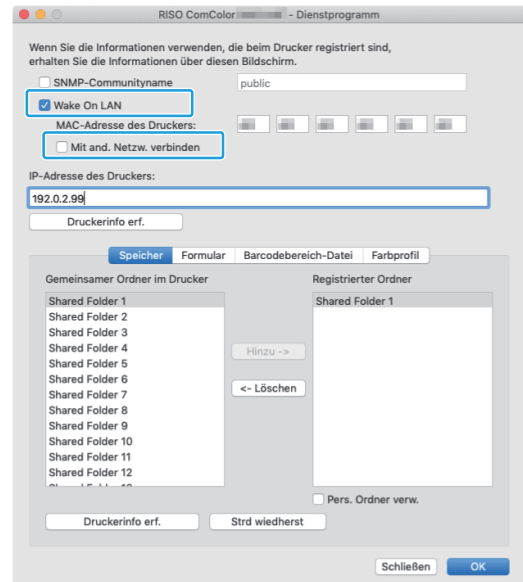 RISO ComColor - Dienstprogramm
Wenn Sie die Informationen verwenden, die beim Drucker registriert sind,
erhalten Sie die Informationen über diesen Bildschirm.
SNMP-Communityname
public
Wake On LAN
MAC-Adresse des Druckers:
Mit and. Netzw. verbinden
IP-Adresse des Druckers:
192.0.2.99
Druckerinfo erf.
Speicher Formular Barcodebereich-Datei Farbprofil
Gemeinsamer Ordner im Drucker
Registrierter Ordner
Shared Folder 1
Shared Folder 2
Shared Folder 3
Shared Folder 4
Shared Folder 5
Shared Folder 6
Shared Folder 7
Shared Folder 8
Shared Folder 9
Shared Folder 10
Shared Folder 11
Shared Folder 12
Hinzu ->
<- Löschen
Shared Folder 1
Pers. Ordner verw.
Druckerinfo erf.
Strd wiedherst
Schließen
OK